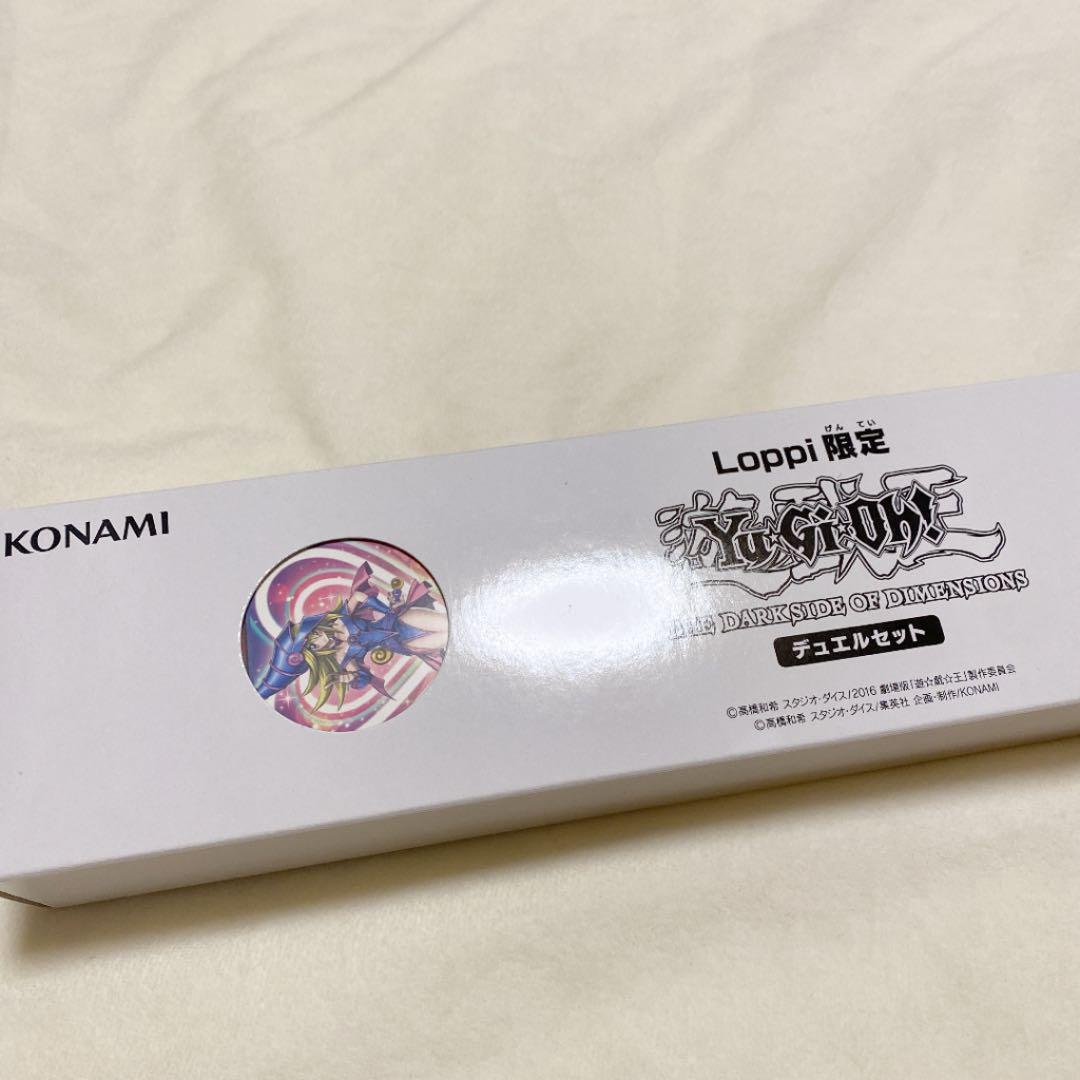 KONAMI
Loppi 限定
げん てい
遊戯王
Yu-Gi-Oh!
THE DARKSIDE OF DIMENSIONS
デュエルセット
©高橋和希 スタジオ・ダイス/2016 劇場版「遊☆戯☆王」製作委員会
©高橋和希 スタジオ・ダイス/集英社 企画・制作/KONAMI